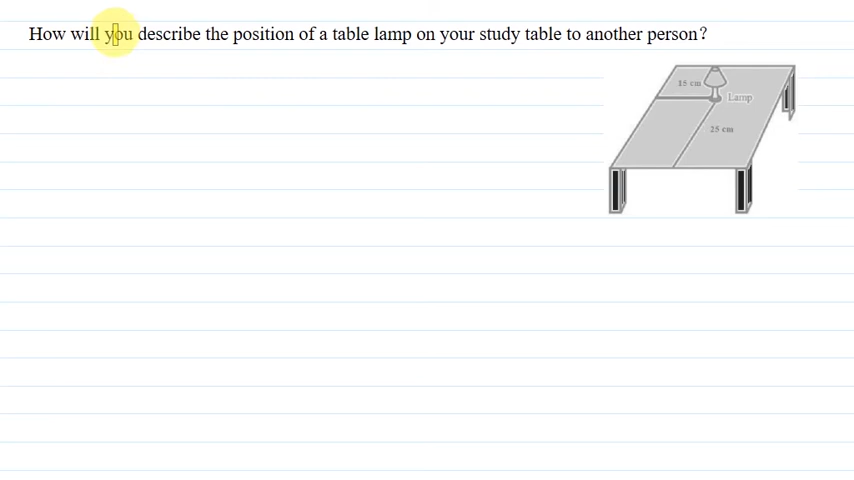 How will you describe the position of a table lamp on your study table to another person?
15 cm
Lamp
25 cm